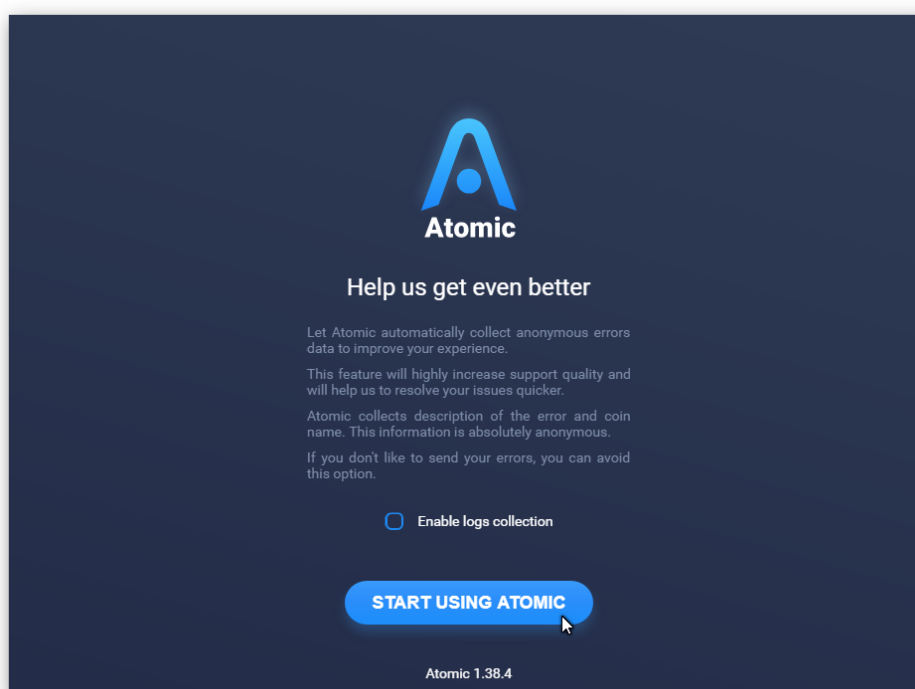 Atomic
Help us get even better
Let Atomic automatically collect anonymous errors
data to improve your experience.
This feature will highly increase support quality and
will help us to resolve your issues quicker.
Atomic collects description of the error and coin
name. This information is absolutely anonymous.
If you don't like to send your errors, you can avoid
this option.
Enable logs collection
START USING ATOMIC
Atomic 1.38.4